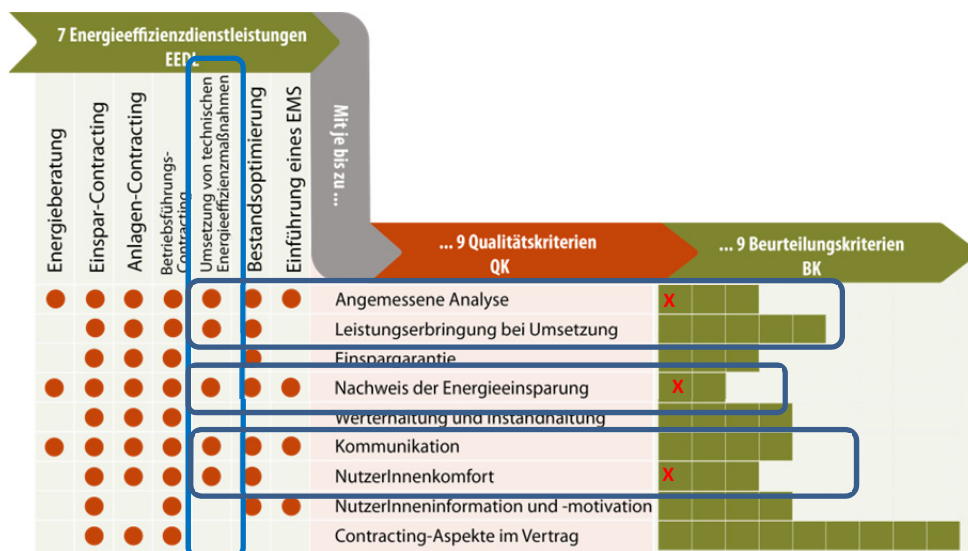 7 Energieeffizienzdienstleistungen
EEDL
Energieberatung
Einspar-Contracting
Anlagen-Contracting
Betriebsführungs-
Contracting
Umsetzung von technischen
Energieeffizienzmaßnahmen
Bestandsoptimierung
Einführung eines EMS
Mit je bis zu ...
... 9 Qualitätskriterien
QK
... 9 Beurteilungskriterien
BK
Angemessene Analyse
X
Leistungserbringung bei Umsetzung
Einspargarantie
Nachweis der Energieeinsparung
X
Werterhaltung und Instandhaltung
Kommunikation
NutzerInnenkomfort
X
NutzerInneninformation und -motivation
Contracting-Aspekte im Vertrag